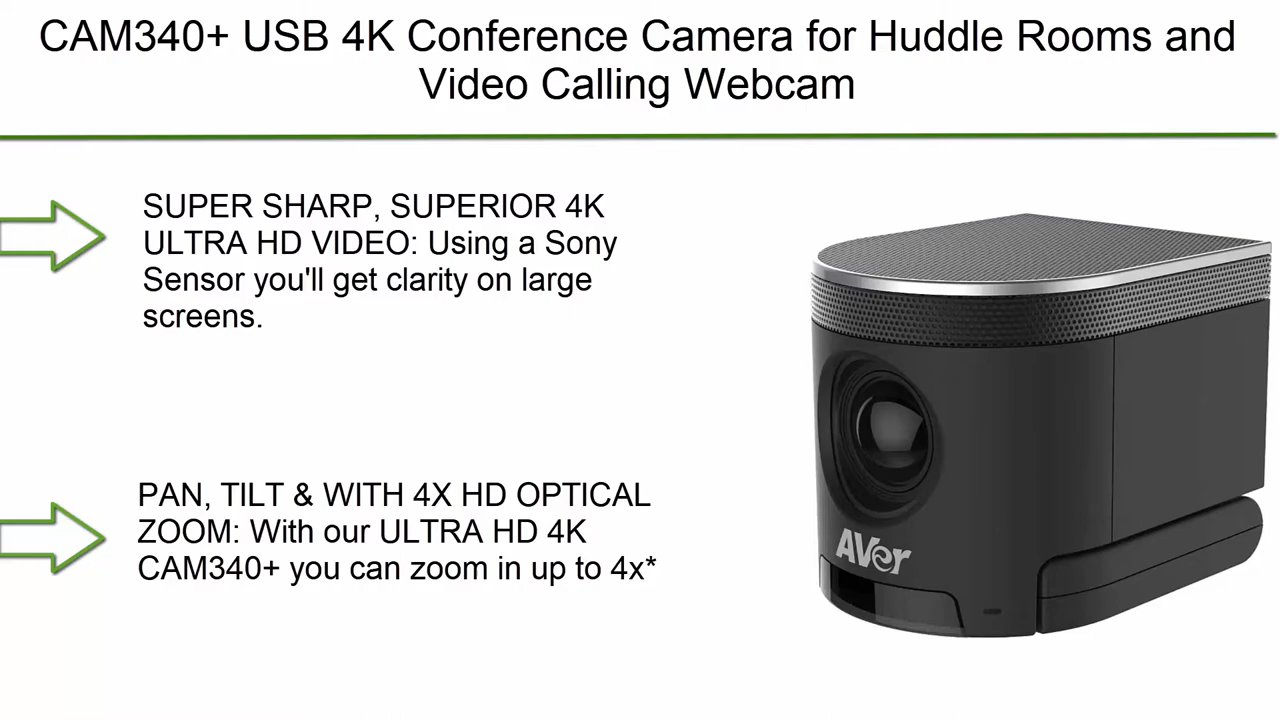 CAM340+ USB 4K Conference Camera for Huddle Rooms and
Video Calling Webcam
SUPER SHARP, SUPERIOR 4K
ULTRA HD VIDEO: Using a Sony
Sensor you'll get clarity on large
screens.
PAN, TILT & WITH 4X HD OPTICAL
ZOOM: With our ULTRA HD 4K
CAM340+ you can zoom in up to 4x*
AVer